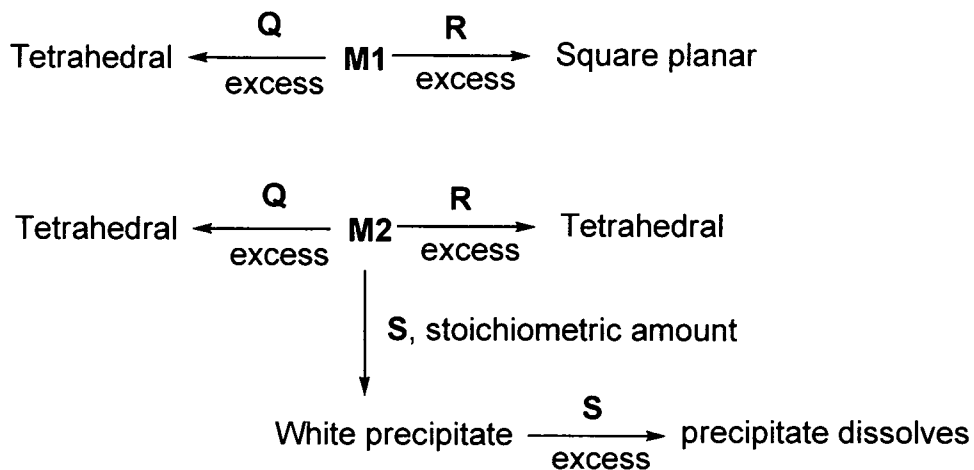 Q R
Tetrahedral M1 Square planar
excess excess
Q R
Tetrahedral M2 Tetrahedral
excess excess
S, stoichiometric amount
S
White precipitate precipitate dissolves
excess